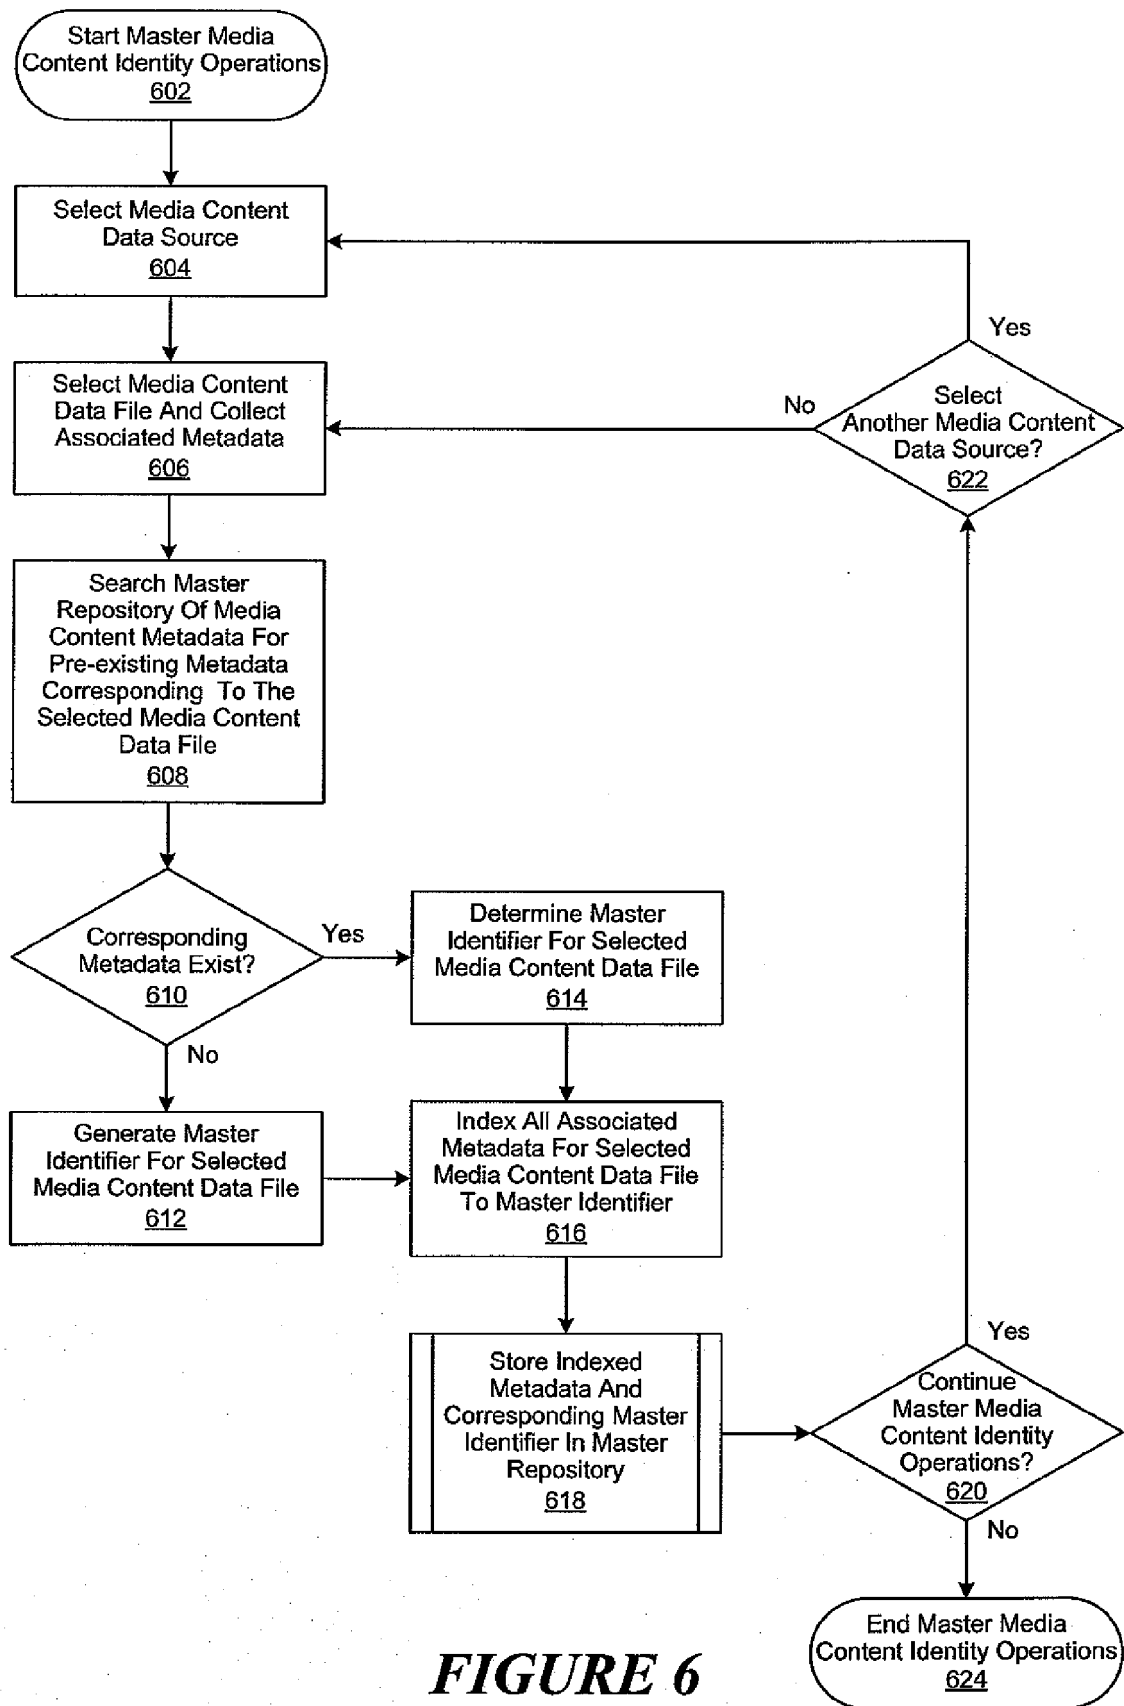 Start Master Media
Content Identity Operations
602
Select Media Content
Data Source
604
Yes
Select Media Content
Data File And Collect
Associated Metadata
606
No
Select
Another Media Content
Data Source?
622
Search Master
Repository Of Media
Content Metadata For
Pre-existing Metadata
Corresponding To The
Selected Media Content
Data File
608
Corresponding
Metadata Exist?
610
Yes
No
Determine Master
Identifier For Selected
Media Content Data File
614
Generate Master
Identifier For Selected
Media Content Data File
612
Index All Associated
Metadata For Selected
Media Content Data File
To Master Identifier
616
Store Indexed
Metadata And
Corresponding Master
Identifier In Master
Repository
618
Yes
Continue
Master Media
Content Identity
Operations?
620
No
End Master Media
Content Identity Operations
624
FIGURE 6